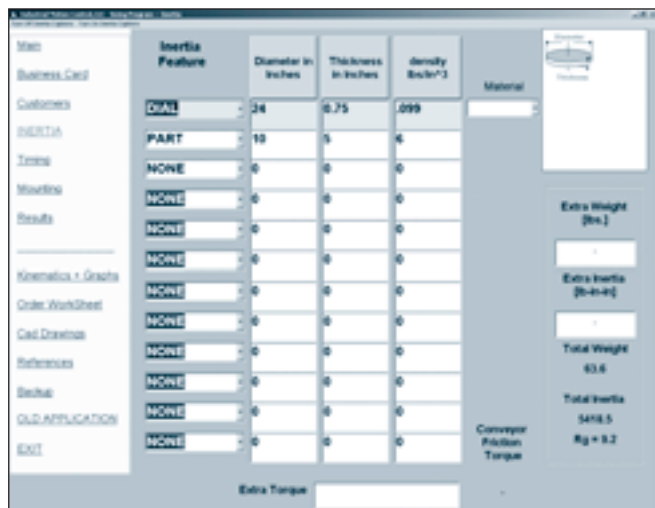 Main
Business Card
Customers
INERTIA
Timing
Mounting
Results
Kinematics + Graphs
Order WorkSheet
Cad Drawings
References
Backup
OLD APPLICATION
EXIT
Inertia
Feature
Diameter in
Inches
Thickness
in Inches
density
lbs/in^3
Material
DIAL 24 0.75 .099
PART 10 5 6
NONE 0 0 0
NONE 0 0 0
NONE 0 0 0
NONE 0 0 0
NONE 0 0 0
NONE 0 0 0
NONE 0 0 0
NONE 0 0 0
NONE 0 0 0
NONE 0 0 0
Extra Torque
Conveyor
Friction
Torque
Diameter
Thickness
Extra Weight
[lbs.]
Extra Inertia
[lb-in-in]
Total Weight
63.6
Total Inertia
5418.5
Rg = 9.2